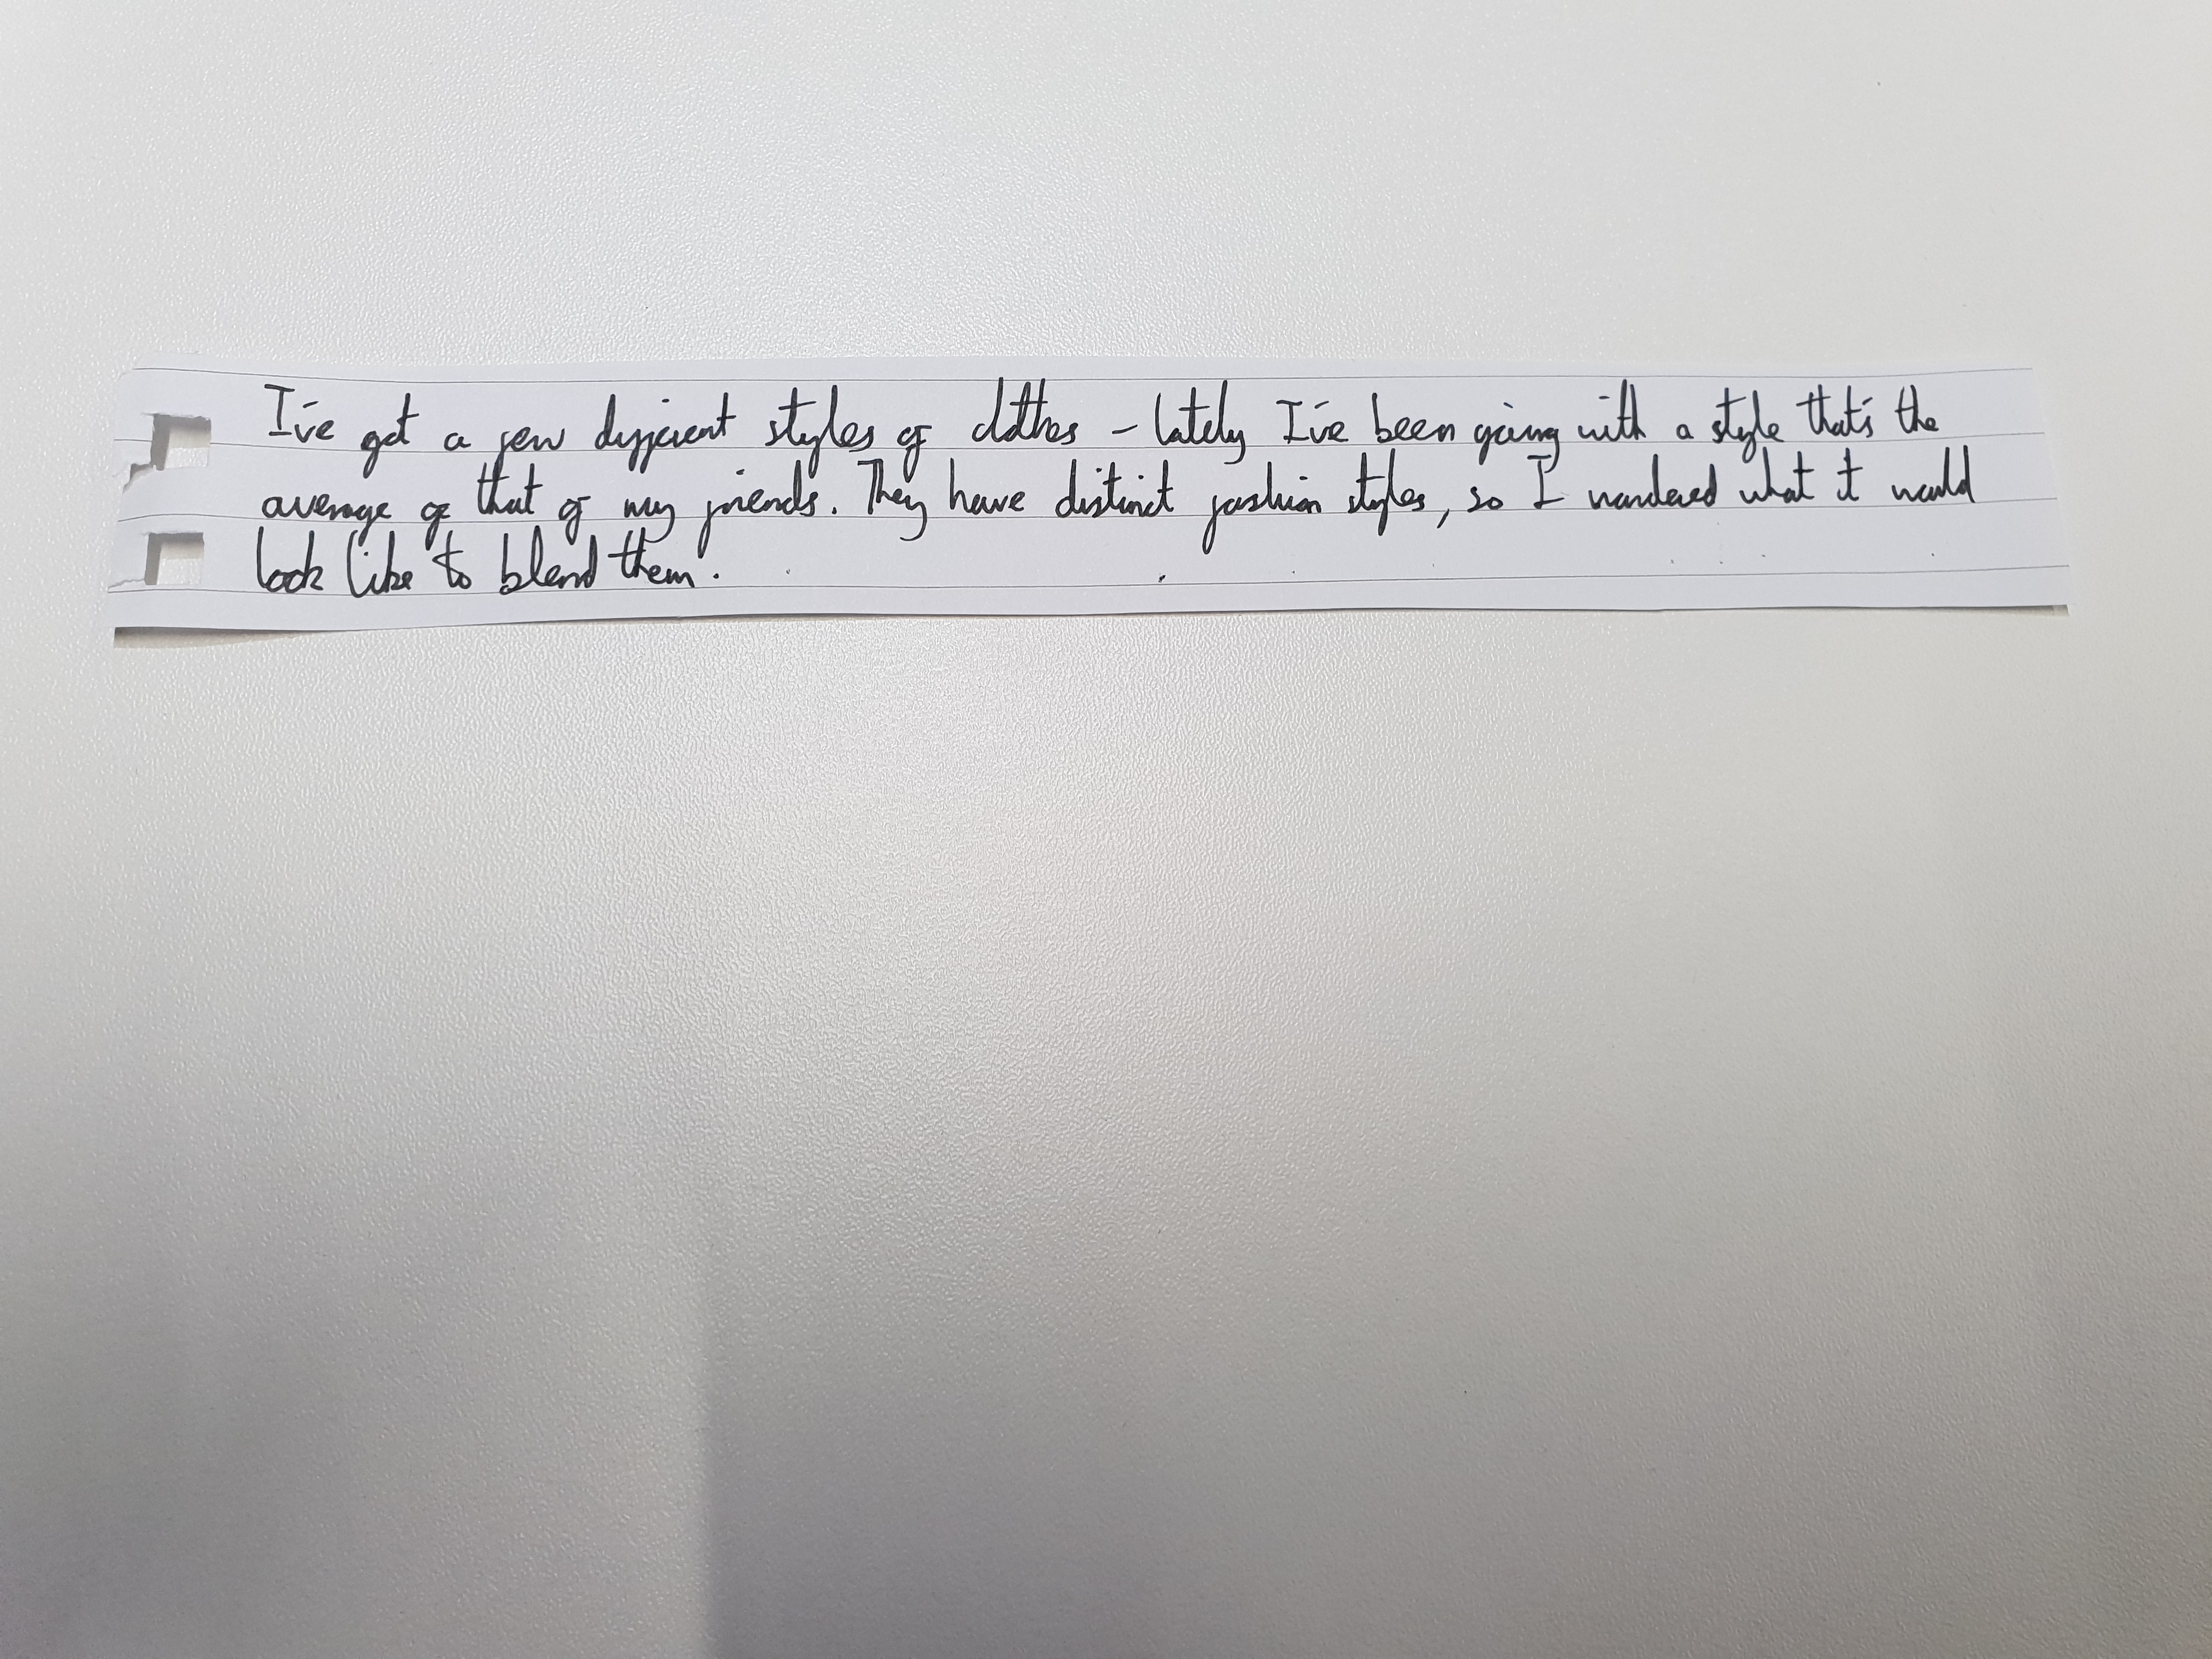 I've got a few different styles of clothes - lately I've been going with a style that's the
average of that of my friends. They have distinct fashion styles, so I wondered what it would
look like to blend them.